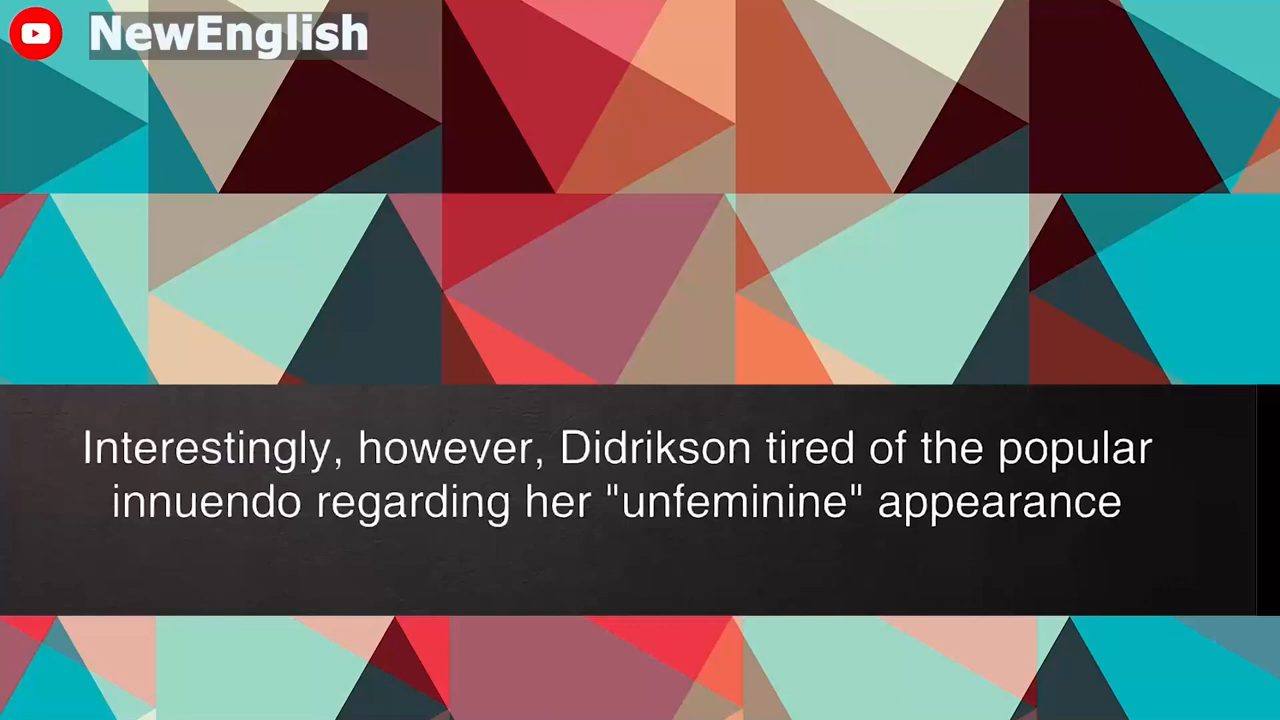 NewEnglish
Interestingly, however, Didrikson tired of the popular
innuendo regarding her "unfeminine" appearance